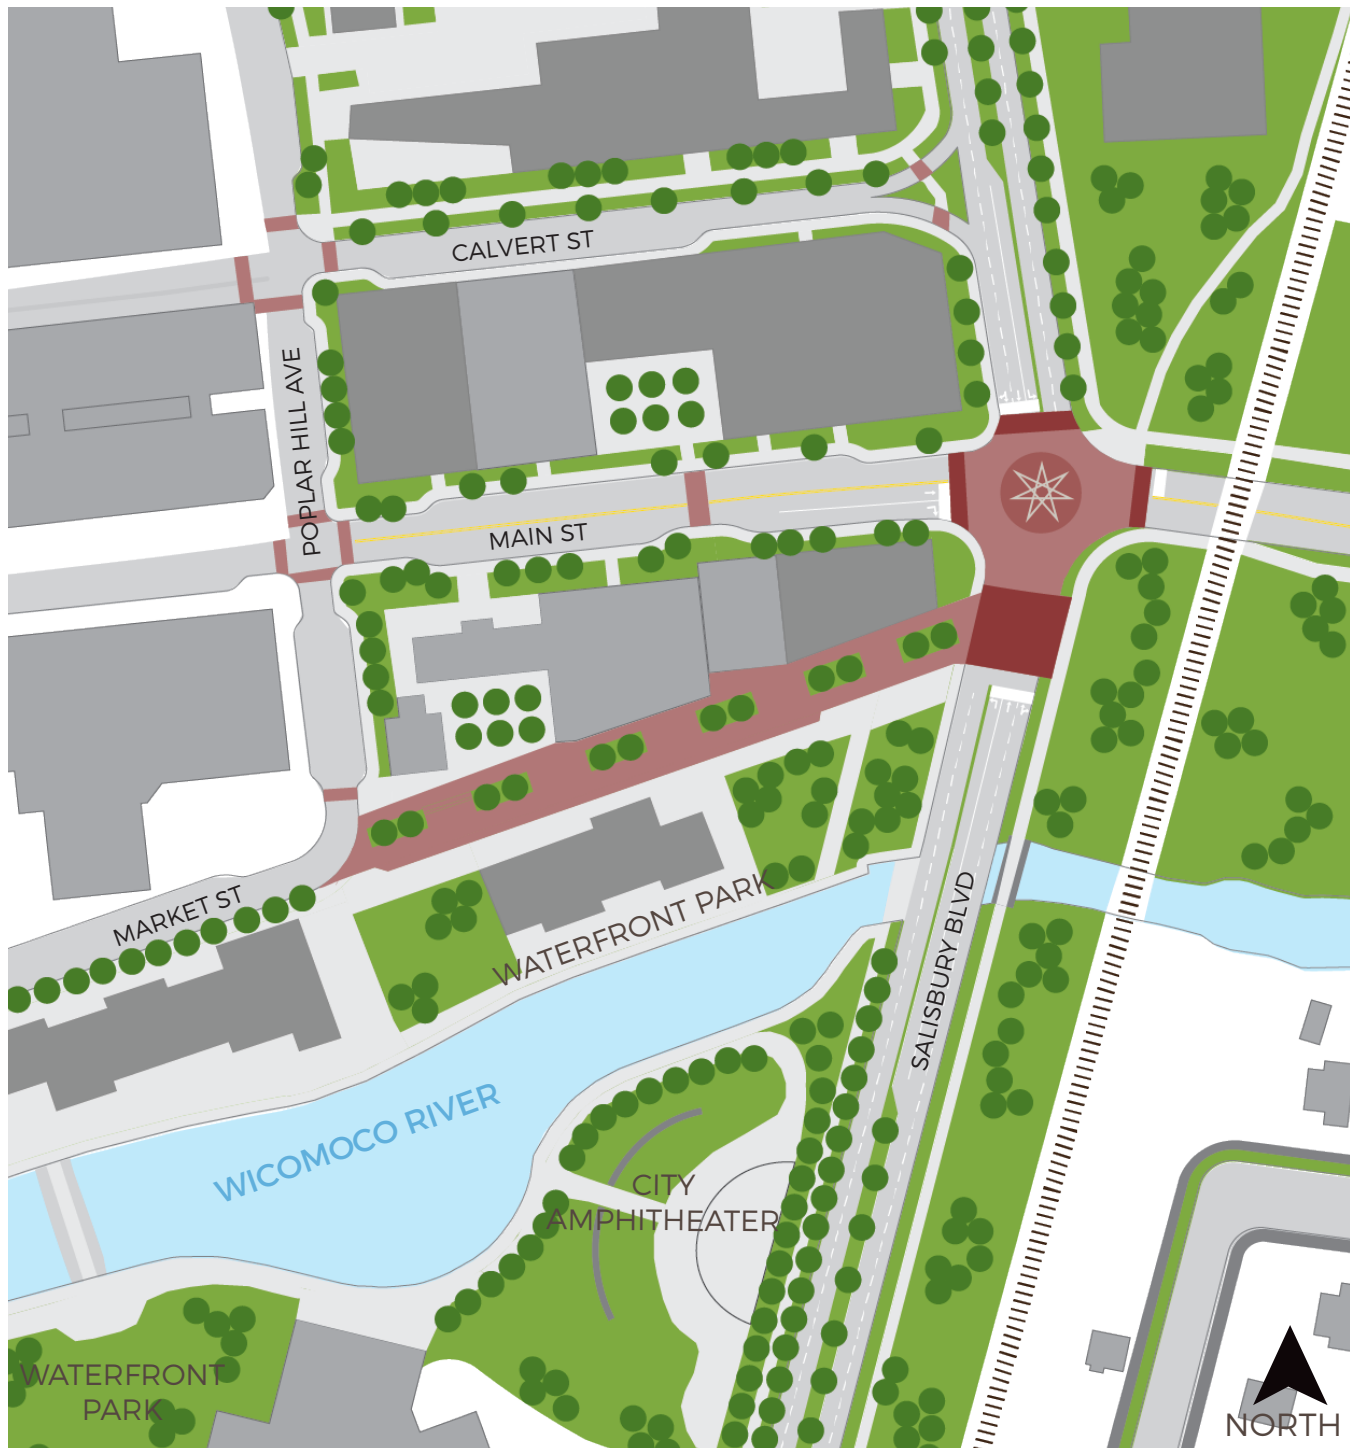 CALVERT ST
POPLAR HILL AVE
MAIN ST
MARKET ST
WATERFRONT PARK
SALISBURY BLVD
WICOMOCO RIVER
CITY
AMPHITHEATER
WATERFRONT
PARK
NORTH